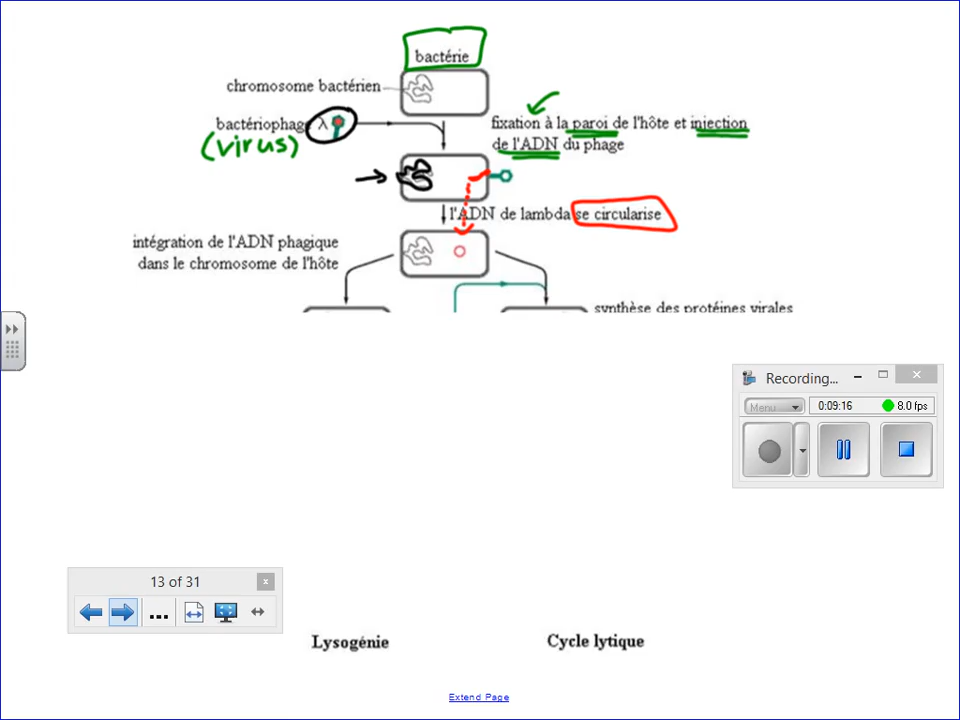 bactérie
chromosome bactérien
bactériophage λ
(virus)
fixation à la paroi de l'hôte et injection
de l'ADN du phage
l'ADN de lambda se circularise
intégration de l'ADN phagique
dans le chromosome de l'hôte
synthèse des protéines virales
Recording...
Menu
0:09:16
8.0 fps
13 of 31
Lysogénie
Cycle lytique
Extend Page